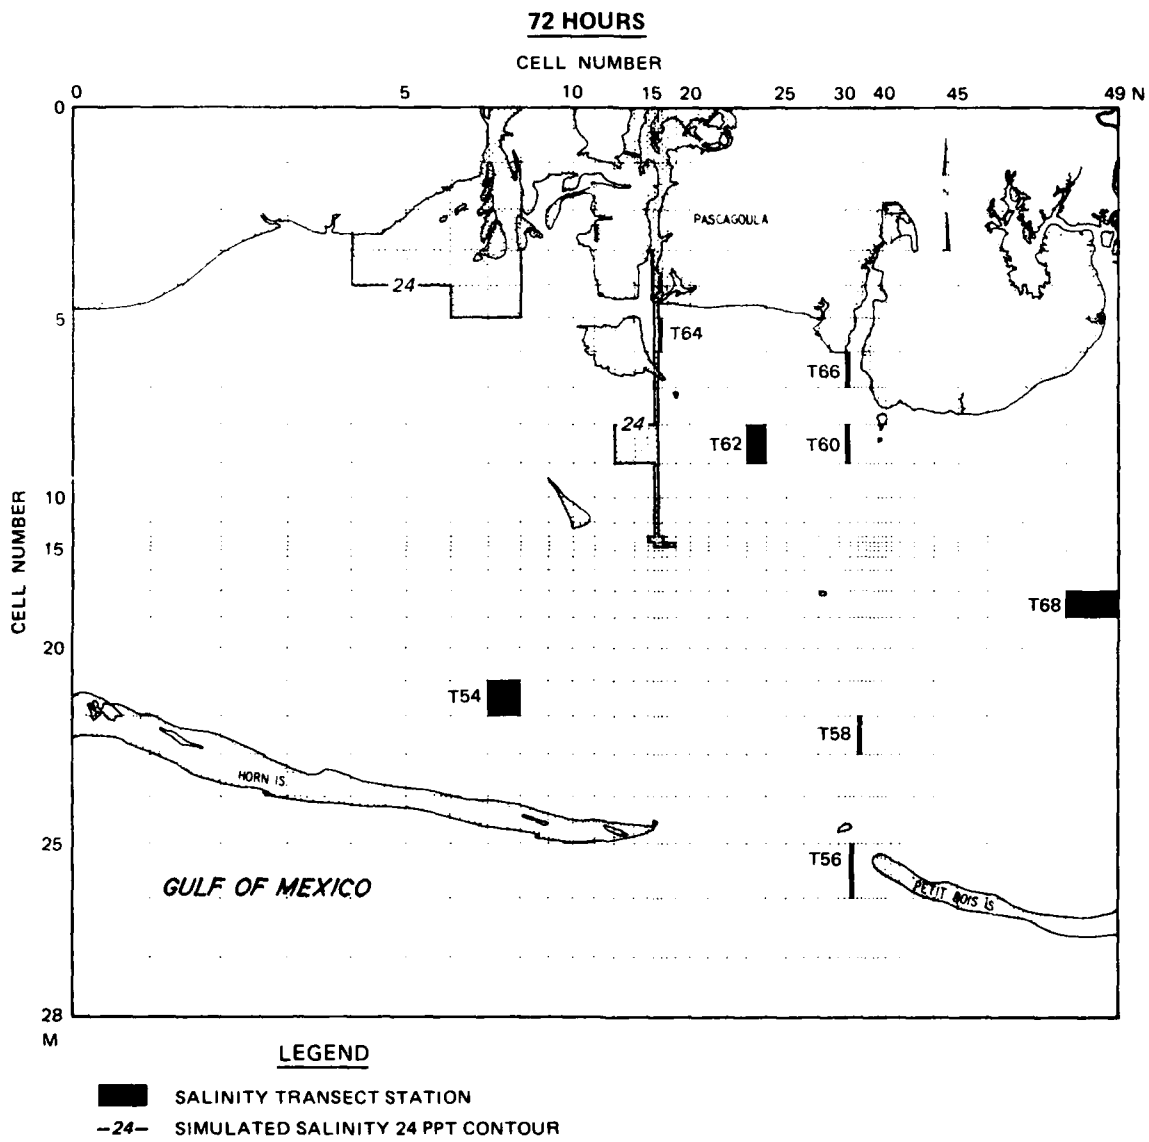 72 HOURS
CELL NUMBER
0 5 10 15 20 25 30 40 45 49 N
0
PASCAGOULA
24
5
T64
T66
24
T62
T60
10
CELL NUMBER
15
T68
20
T54
T58
HORN IS.
25
T56
GULF OF MEXICO
PETIT BOIS IS
28
M
LEGEND
SALINITY TRANSECT STATION
-24- SIMULATED SALINITY 24 PPT CONTOUR